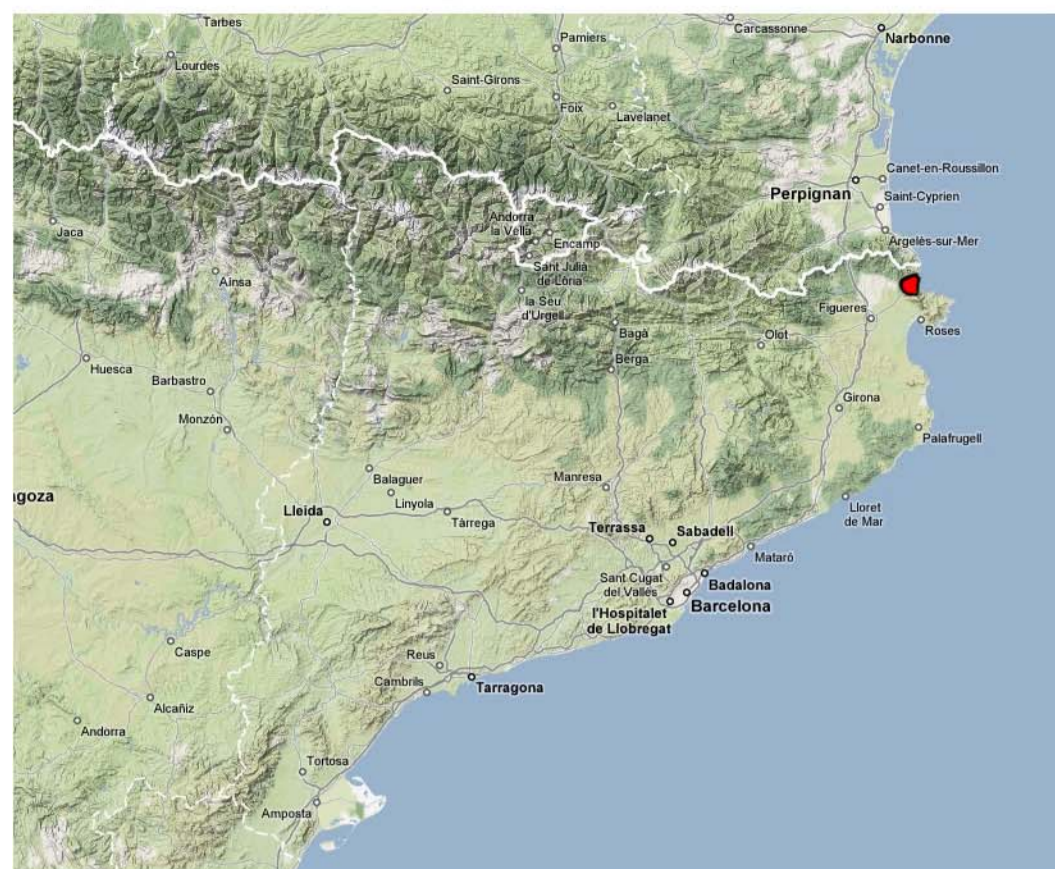 Tarbes
Carcassonne
Narbonne
Pamiers
Lourdes
Saint-Girons
Foix
Lavelanet
Canet-en-Roussillon
Perpignan
Saint-Cyprien
Jaca
Andorra
la Vella
Encamp
Argelès-sur-Mer
Sant Julià
de Lòria
Aínsa
la Seu
d'Urgell
Figueres
Roses
Bagà
Olot
Huesca
Berga
Barbastro
Girona
Monzón
Palafrugell
Balaguer
Manresa
agoza
Linyola
Lloret
de Mar
Lleida
Tàrrega
Terrassa
Sabadell
Mataró
Sant Cugat
del Vallès
Badalona
Barcelona
l'Hospitalet
de Llobregat
Caspe
Reus
Cambrils
Tarragona
Alcañiz
Andorra
Tortosa
Amposta